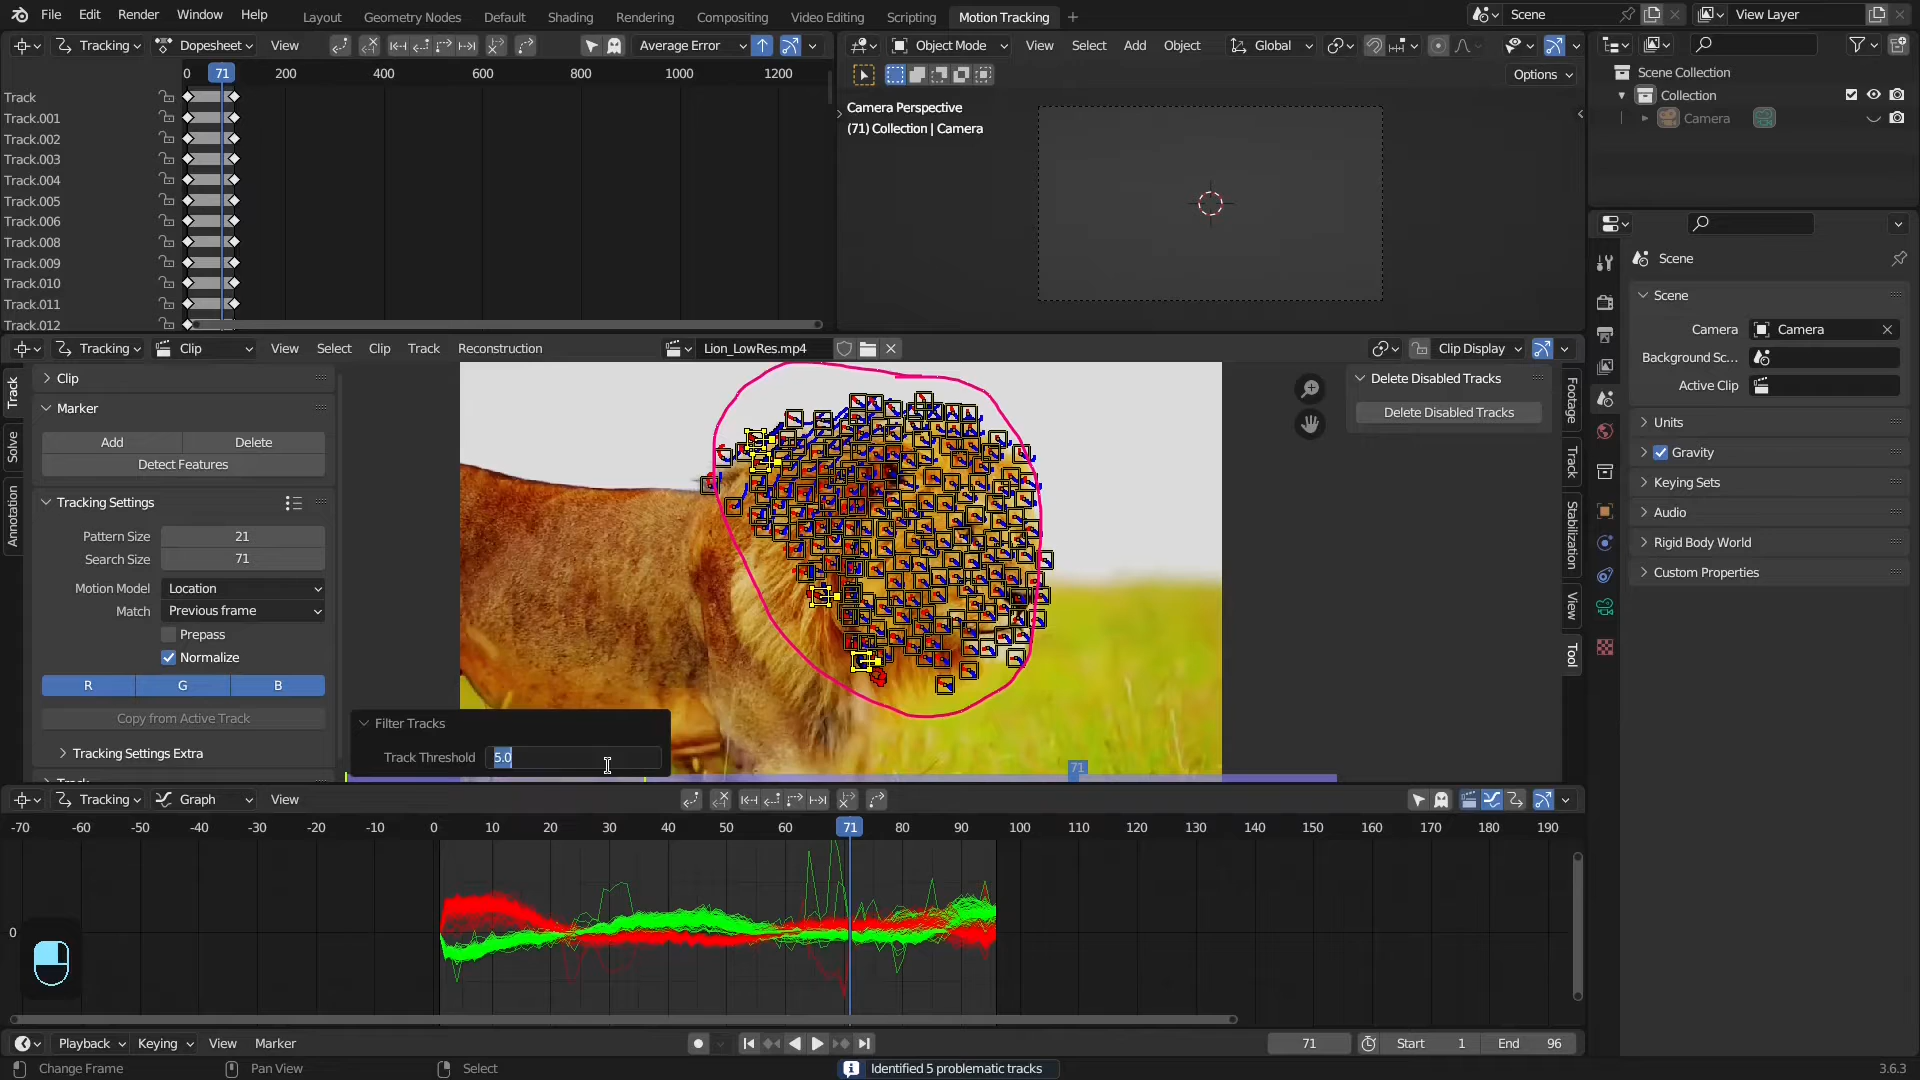 File Edit Render Window Help Layout Geometry Nodes Default Shading Rendering Compositing Video Editing Scripting Motion Tracking + Scene View Layer
Tracking Dopesheet View Average Error
0 71 200 400 600 800 1000 1200
Track
Track.001
Track.002
Track.003
Track.004
Track.005
Track.006
Track.008
Track.009
Track.010
Track.011
Track.012
Object Mode View Select Add Object Global
Options
Camera Perspective
(71) Collection | Camera
Scene Collection
Collection
Camera
Scene
Scene
Camera Camera
Background Sc...
Active Clip
Units
Gravity
Keying Sets
Audio
Rigid Body World
Custom Properties
Tracking Clip View Select Clip Track Reconstruction Lion_LowRes.mp4 Clip Display
Track
Solve
Annotation
Clip
Marker
Add Delete
Detect Features
Tracking Settings
Pattern Size 21
Search Size 71
Motion Model Location
Match Previous frame
Prepass
Normalize
R G B
Copy from Active Track
Tracking Settings Extra
Filter Tracks
Track Threshold 5.0
71
Delete Disabled Tracks
Delete Disabled Tracks
Footage
Track
Stabilization
View
Tool
Tracking Graph View
-70 -60 -50 -40 -30 -20 -10 0 10 20 30 40 50 60 71 80 90 100 110 120 130 140 150 160 170 180 190
0
Playback Keying View Marker 71 Start 1 End 96
Change Frame Pan View Select Identified 5 problematic tracks 3.6.3